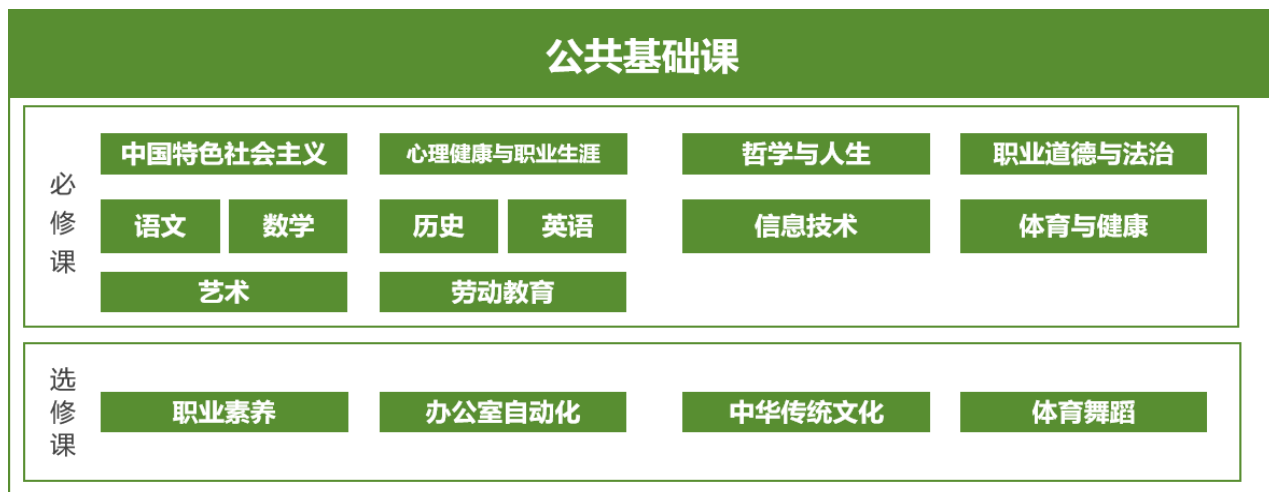 公共基础课
必修课
中国特色社会主义 心理健康与职业生涯 哲学与人生 职业道德与法治
语文 数学 历史 英语 信息技术 体育与健康
艺术 劳动教育
选修课
职业素养 办公室自动化 中华传统文化 体育舞蹈